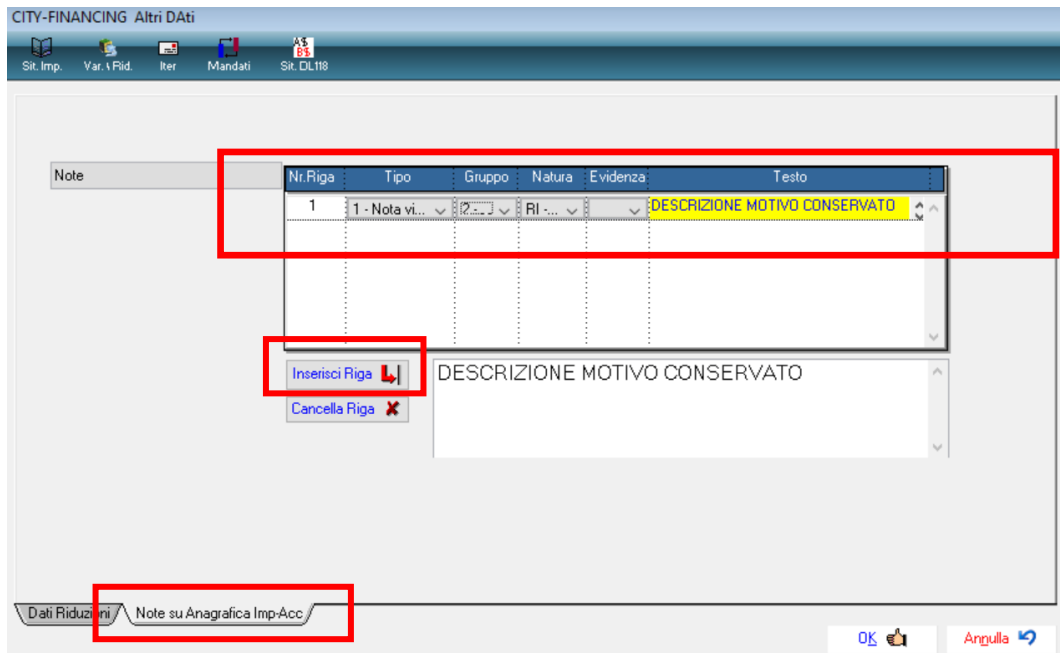 CITY-FINANCING Altri DAti
Sit. Imp. Var. \ Rid. Iter Mandati Sit. DL118
A$
B$
Note
Nr.Riga Tipo Gruppo Natura Evidenza Testo
1 1 - Nota vi... 2 -... RI -... DESCRIZIONE MOTIVO CONSERVATO
Inserisci Riga
DESCRIZIONE MOTIVO CONSERVATO
Cancella Riga
Dati Riduzioni Note su Anagrafica Imp-Acc
OK Annulla